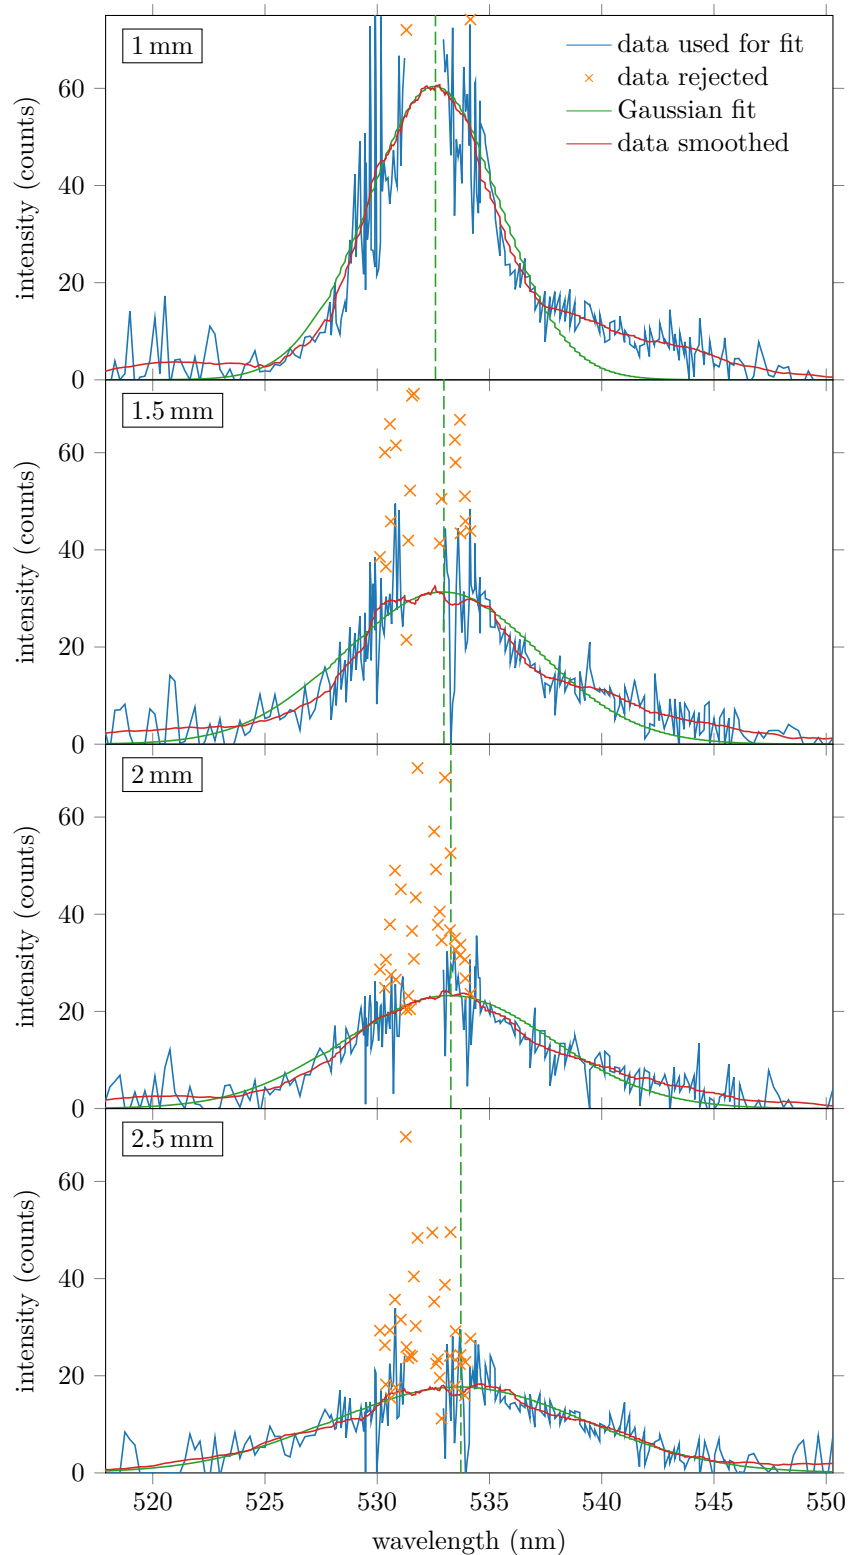 1 mm
data used for fit
data rejected
Gaussian fit
data smoothed
60
40
20
0
intensity (counts)
1.5 mm
60
40
20
0
intensity (counts)
2 mm
60
40
20
0
intensity (counts)
2.5 mm
60
40
20
0
intensity (counts)
520 525 530 535 540 545 550
wavelength (nm)